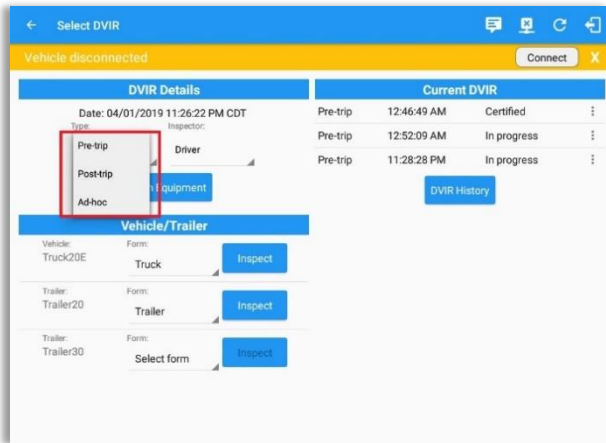 Select DVIR
Vehicle disconnected
Connect
X
DVIR Details
Date: 04/01/2019 11:26:22 PM CDT
Type:
Inspector:
Pre-trip
Post-trip
Ad-hoc
Driver
Equipment
Vehicle/Trailer
Vehicle:
Form:
Truck20E
Truck
Inspect
Trailer:
Form:
Trailer20
Trailer
Inspect
Trailer:
Form:
Trailer30
Select form
Inspect
Current DVIR
Pre-trip 12:46:49 AM Certified
Pre-trip 12:52:09 AM In progress
Pre-trip 11:28:28 PM In progress
DVIR History